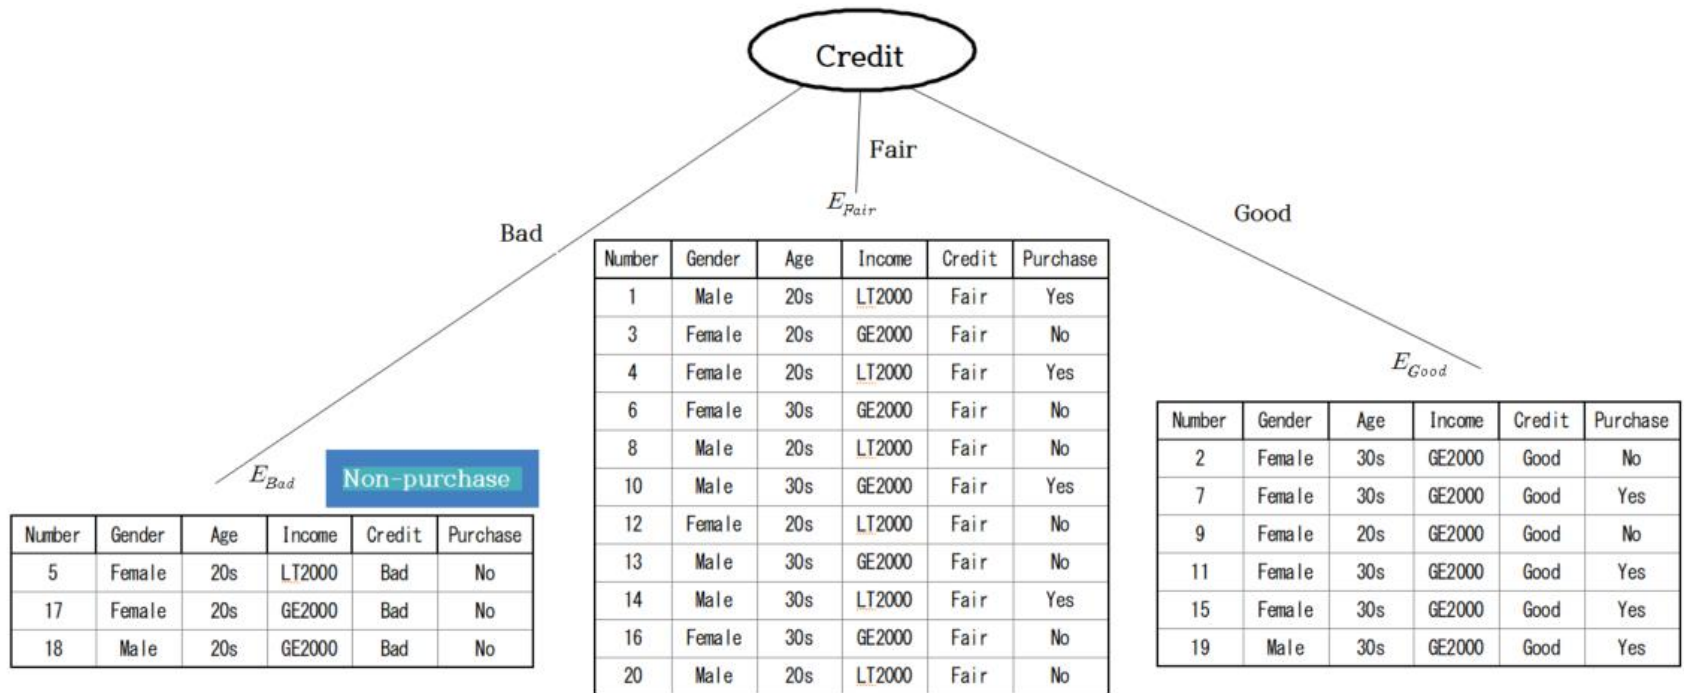 Credit
Fair
Bad
Good
E_Fair
Number Gender Age Income Credit Purchase
1 Male 20s LT2000 Fair Yes
3 Female 20s GE2000 Fair No
4 Female 20s LT2000 Fair Yes
6 Female 30s GE2000 Fair No
8 Male 20s LT2000 Fair No
10 Male 30s GE2000 Fair Yes
12 Female 20s LT2000 Fair No
13 Male 30s GE2000 Fair No
14 Male 30s LT2000 Fair Yes
16 Female 30s GE2000 Fair No
20 Male 20s LT2000 Fair No
E_Good
Number Gender Age Income Credit Purchase
2 Female 30s GE2000 Good No
7 Female 30s GE2000 Good Yes
9 Female 20s GE2000 Good No
11 Female 30s GE2000 Good Yes
15 Female 30s GE2000 Good Yes
19 Male 30s GE2000 Good Yes
E_Bad
Non-purchase
Number Gender Age Income Credit Purchase
5 Female 20s LT2000 Bad No
17 Female 20s GE2000 Bad No
18 Male 20s GE2000 Bad No